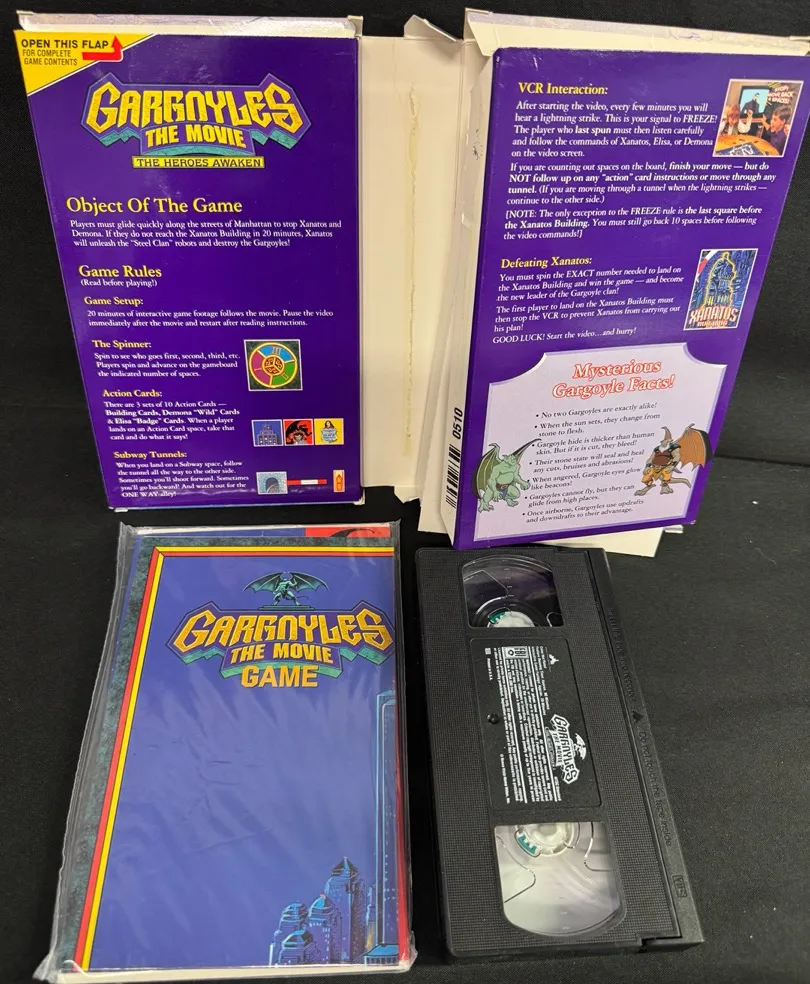 OPEN THIS FLAP
FOR COMPLETE
GAME CONTENTS
GARGOYLES
THE MOVIE
THE HEROES AWAKEN
Object Of The Game
Players must glide quickly along the streets of Manhattan to stop Xanatos and
Demona. If they do not reach the Xanatos Building in 20 minutes, Xanatos
will unleash the "Steel Clan" robots and destroy the Gargoyles!
Game Rules
(Read before playing!)
Game Setup:
20 minutes of interactive game footage follows the movie. Pause the video
immediately after the movie and restart after reading instructions.
The Spinner:
Spin to see who goes first, second, third, etc.
Players spin and advance on the gameboard
the indicated number of spaces.
Action Cards:
There are 3 sets of 10 Action Cards —
Building Cards, Demona "Wild" Cards
& Elisa "Badge" Cards. When a player
lands on an Action Card space, take that
card and do what it says!
Subway Tunnels:
When you land on a Subway space, follow
the tunnel all the way to the other side.
Sometimes you'll shoot forward. Sometimes
you'll go backward! And watch out for the
ONE WAY alley!
VCR Interaction:
After starting the video, every few minutes you will
hear a lightning strike. This is your signal to FREEZE!
The player who last spun must then listen carefully
and follow the commands of Xanatos, Elisa, or Demona
on the video screen.
If you are counting out spaces on the board, finish your move — but do
NOT follow up on any "action" card instructions or move through any
tunnel. (If you are moving through a tunnel when the lightning strikes —
continue to the other side.)
[NOTE: The only exception to the FREEZE rule is the last square before
the Xanatos Building. You must still go back 10 spaces before following
the video commands!]
STOP!
MOVE BACK
SPACES!
Defeating Xanatos:
You must spin the EXACT number needed to land on
the Xanatos Building and win the game — and become
the new leader of the Gargoyle clan!
The first player to land on the Xanatos Building must
then stop the VCR to prevent Xanatos from carrying out
his plan!
GOOD LUCK! Start the video...and hurry!
XANATOS
BUILDING
Mysterious
Gargoyle Facts!
• No two Gargoyles are exactly alike!
• When the sun sets, they change from
stone to flesh.
• Gargoyle hide is thicker than human
skin. But if it is cut, they bleed!
• Their stone state will seal and heal
any cuts, bruises and abrasions!
• When angered, Gargoyle eyes glow
like beacons!
• Gargoyles cannot fly, but they can
glide from high places.
• Once airborne, Gargoyles use updrafts
and downdrafts to their advantage.
0510
GARGOYLES
THE MOVIE
GAME
GARGOYLES
THE MOVIE
VHS